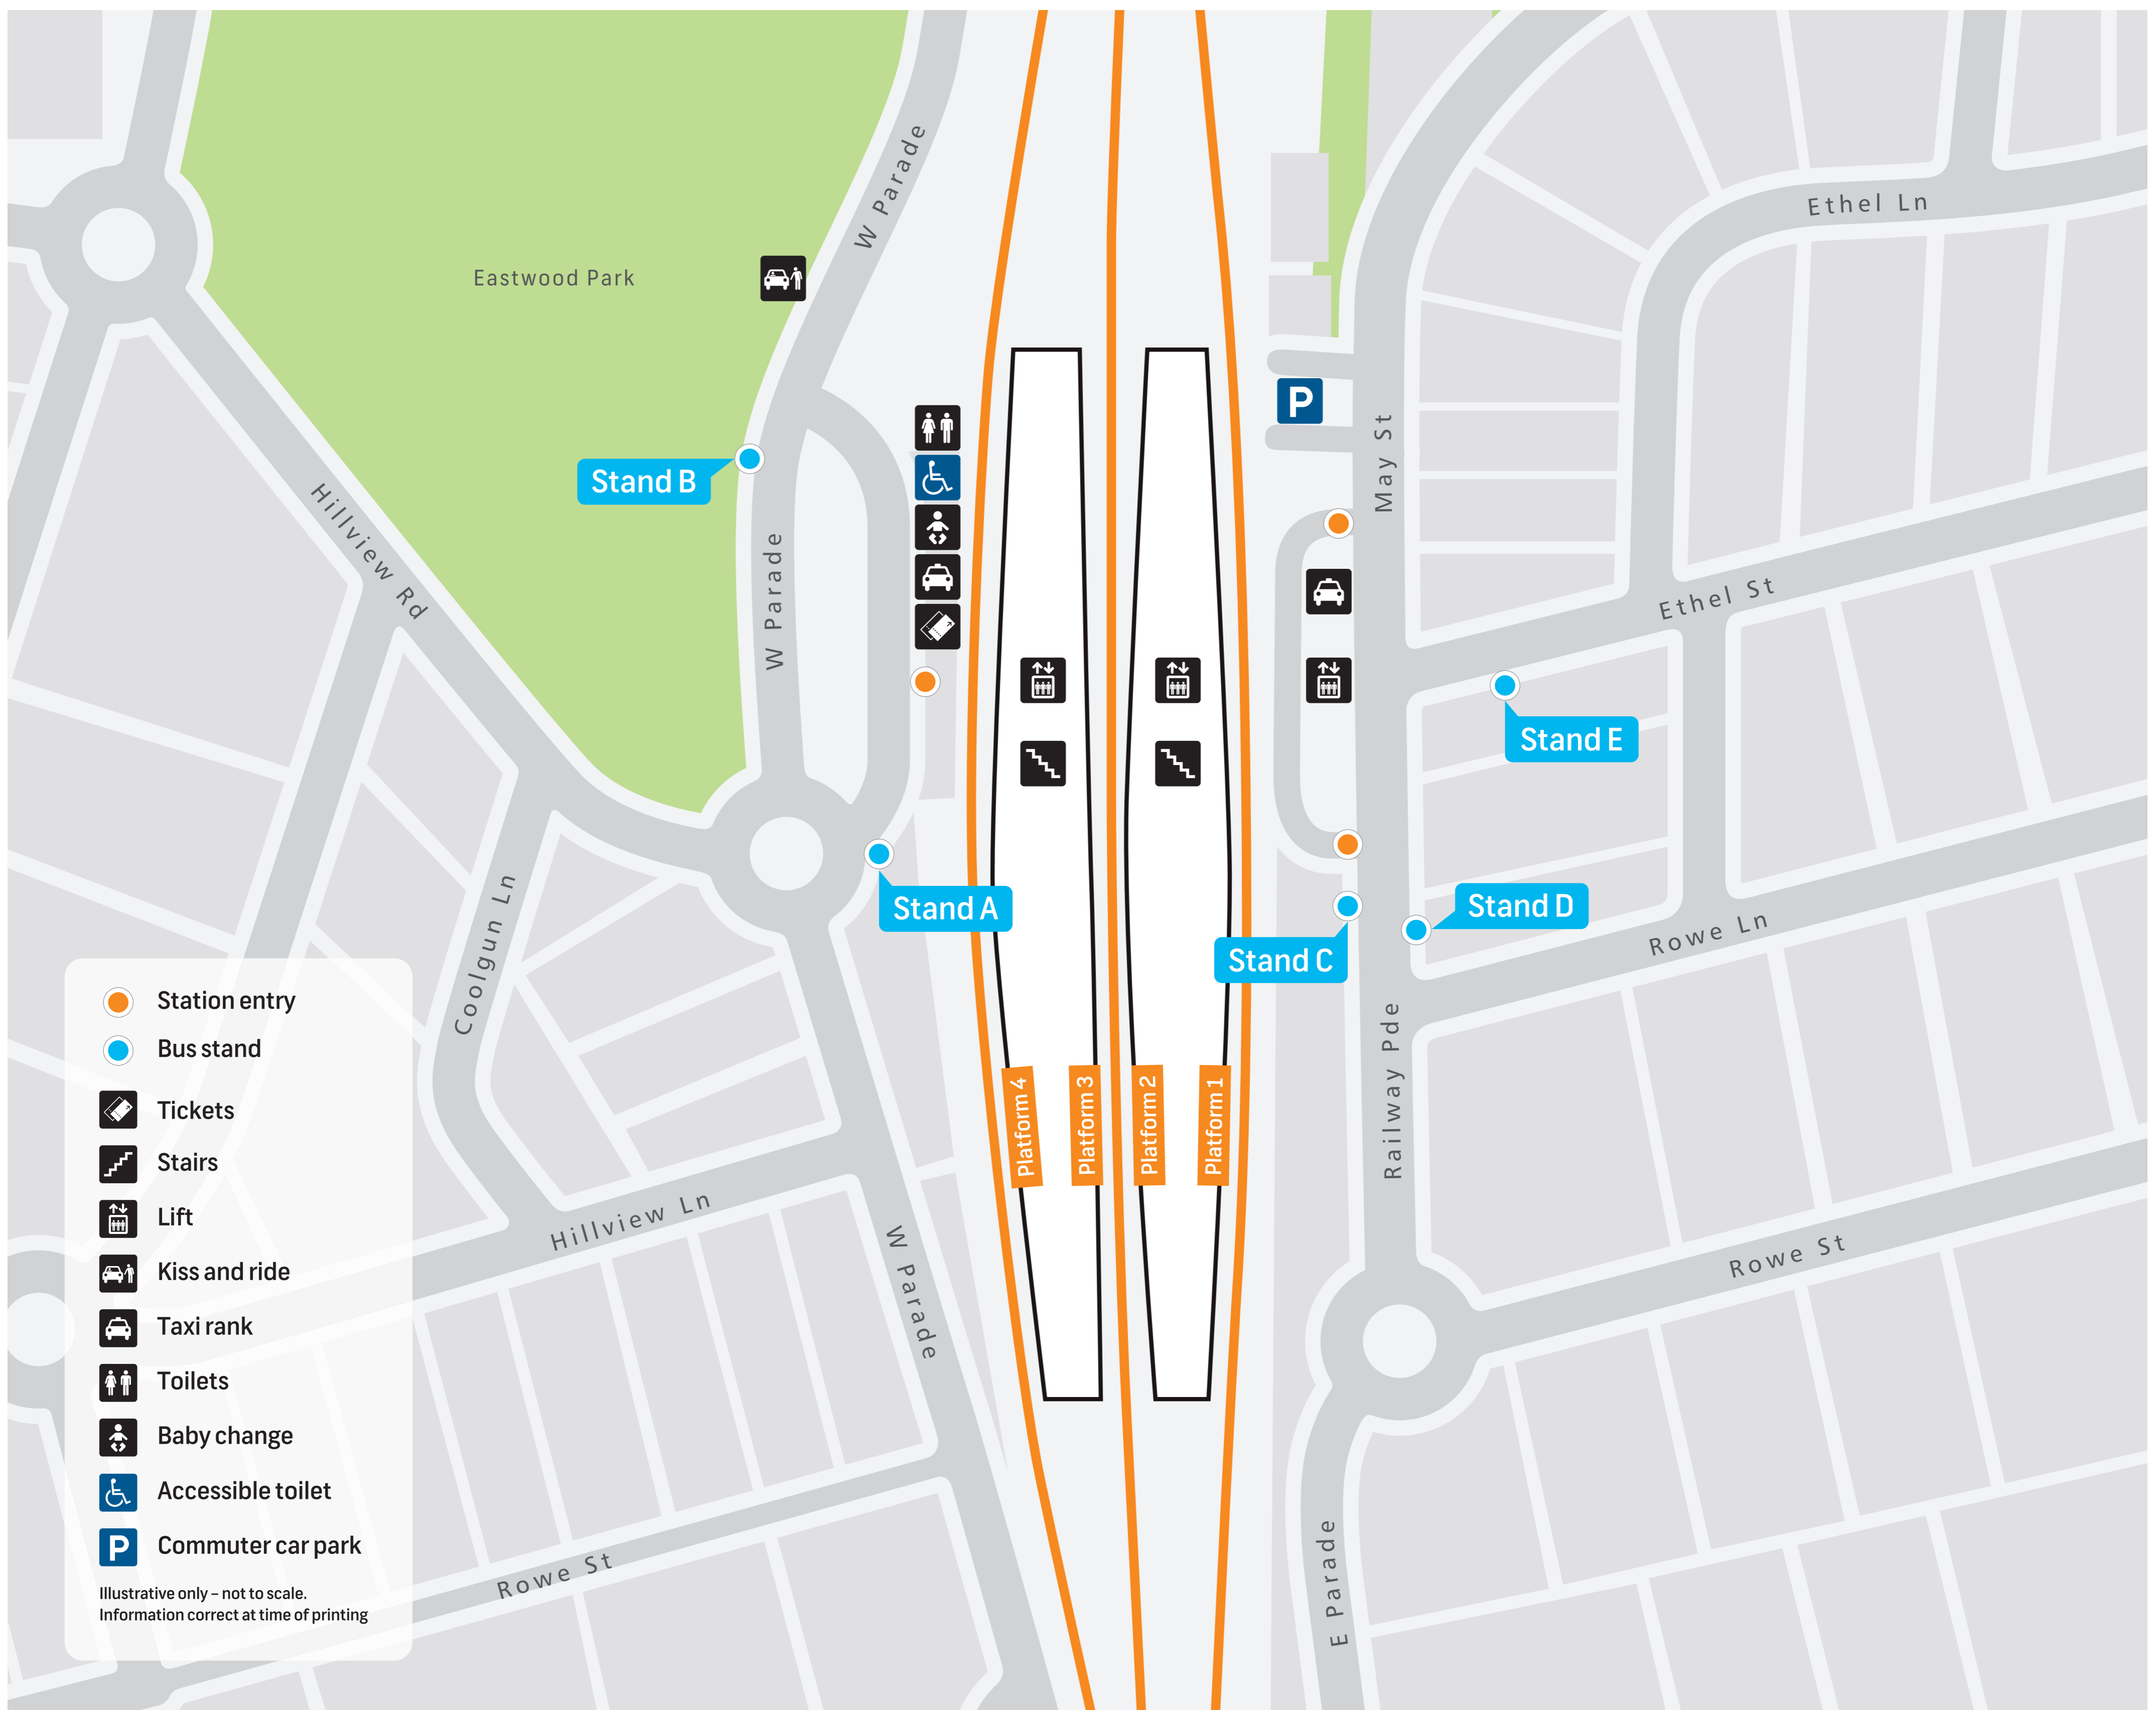 Ethel Ln
W Parade
Eastwood Park
P
May St
Stand B
Hillview Rd
W Parade
Ethel St
Stand E
Stand A
Stand D
Stand C
Rowe Ln
Coolgun Ln
Railway Pde
Platform 4
Platform 3
Platform 2
Platform 1
Hillview Ln
W Parade
Rowe St
Rowe St
E Parade
Station entry
Bus stand
Tickets
Stairs
Lift
Kiss and ride
Taxi rank
Toilets
Baby change
Accessible toilet
P Commuter car park
Illustrative only – not to scale.
Information correct at time of printing